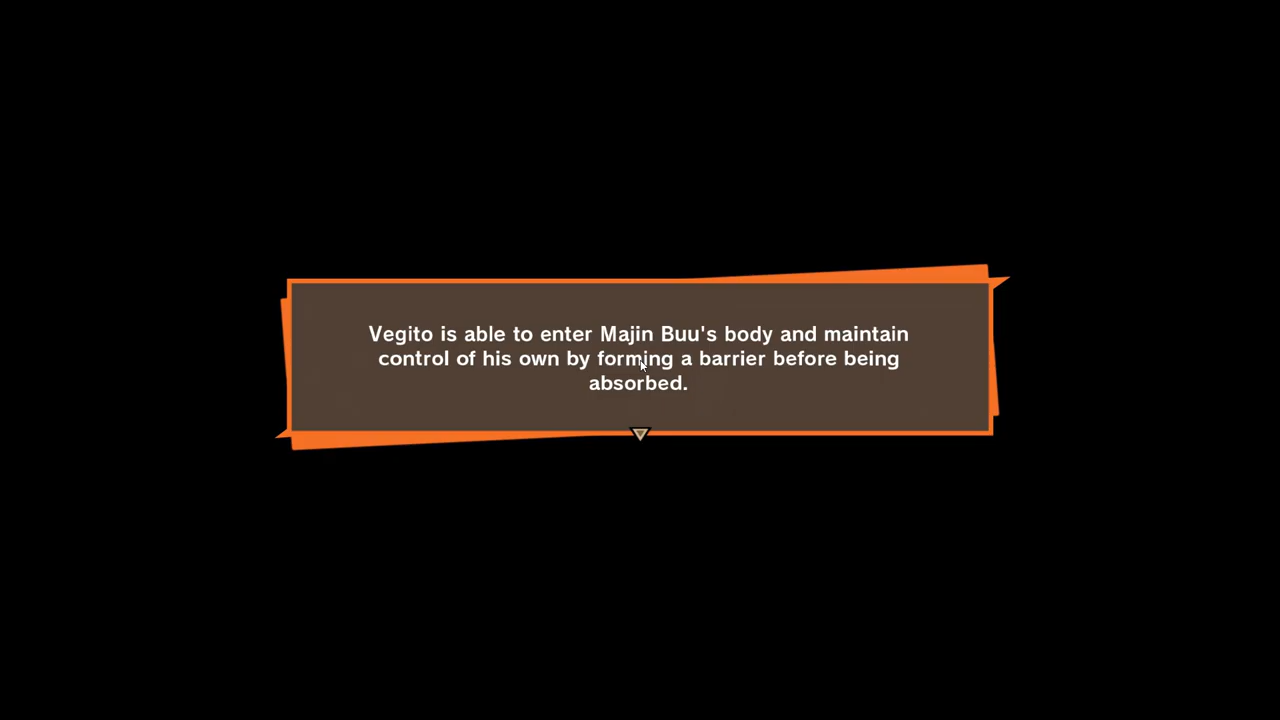 Vegito is able to enter Majin Buu's body and maintain
control of his own by forming a barrier before being
absorbed.